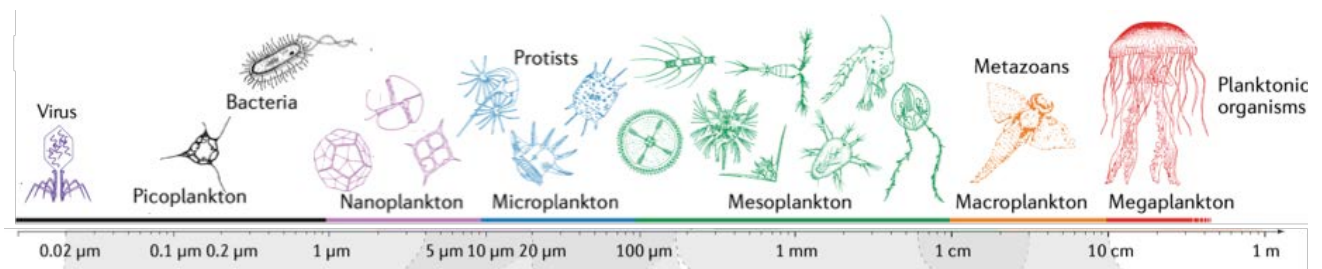 Virus
Bacteria
Protists
Metazoans
Planktonic
organisms
Picoplankton
Nanoplankton
Microplankton
Mesoplankton
Macroplankton
Megaplankton
0.02 µm
0.1 µm
0.2 µm
1 µm
5 µm
10 µm
20 µm
100 µm
1 mm
1 cm
10 cm
1 m